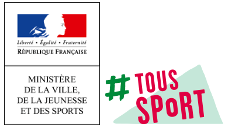 Liberté • Égalité • Fraternité
RÉPUBLIQUE FRANÇAISE
MINISTÈRE
DE LA VILLE,
DE LA JEUNESSE
ET DES SPORTS
# TOUS
SPoRT